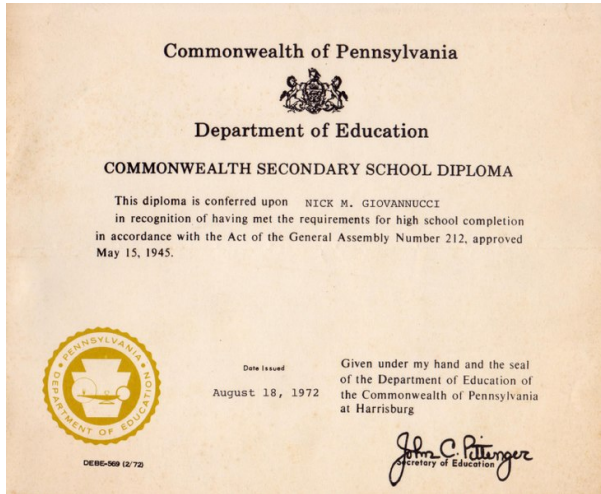 Commonwealth of Pennsylvania
Department of Education
COMMONWEALTH SECONDARY SCHOOL DIPLOMA
This diploma is conferred upon NICK M. GIOVANNUCCI
in recognition of having met the requirements for high school completion
in accordance with the Act of the General Assembly Number 212, approved
May 15, 1945.
PENNSYLVANIA
DEPARTMENT OF EDUCATION
Date Issued
August 18, 1972
Given under my hand and the seal
of the Department of Education of
the Commonwealth of Pennsylvania
at Harrisburg
John C. Pittenger
Secretary of Education
DEBE-569 (2/72)